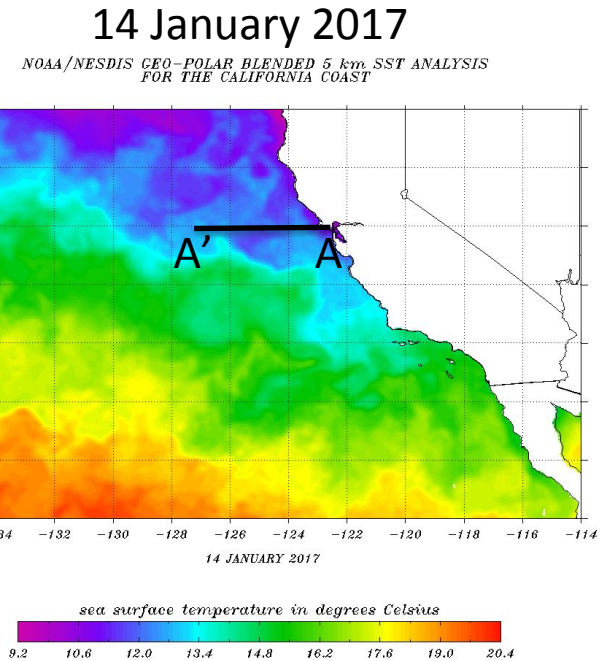 14 January 2017
NOAA/NESDIS GEO-POLAR BLENDED 5 km SST ANALYSIS
FOR THE CALIFORNIA COAST
A’ A
34 -132 -130 -128 -126 -124 -122 -120 -118 -116 -114
14 JANUARY 2017
sea surface temperature in degrees Celsius
9.2 10.6 12.0 13.4 14.8 16.2 17.6 19.0 20.4